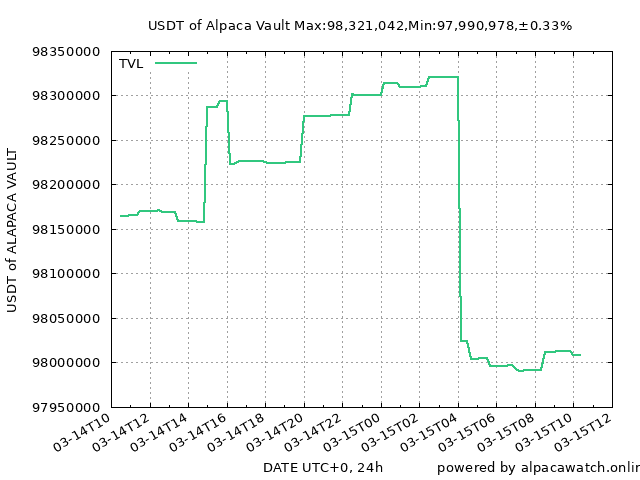 USDT of Alpaca Vault Max:98,321,042,Min:97,990,978,±0.33%
TVL
USDT of ALAPACA VAULT
98350000
98300000
98250000
98200000
98150000
98100000
98050000
98000000
97950000
03-14T10
03-14T12
03-14T14
03-14T16
03-14T18
03-14T20
03-14T22
03-15T00
03-15T02
03-15T04
03-15T06
03-15T08
03-15T10
03-15T12
DATE UTC+0, 24h
powered by alpacawatch.onlin